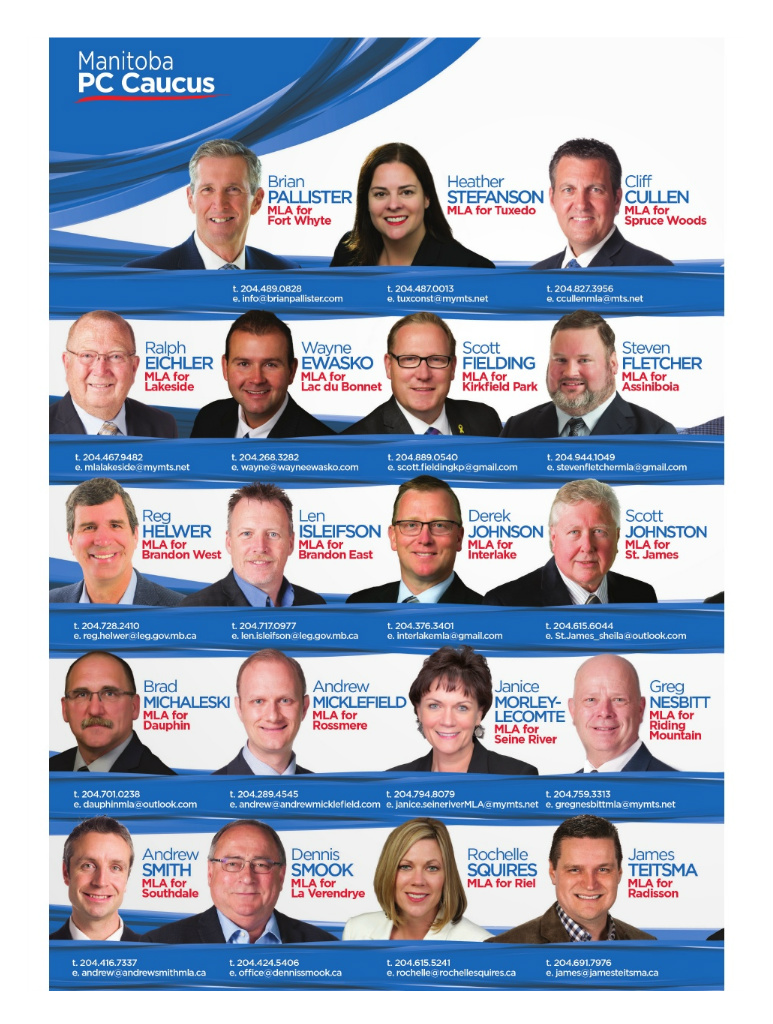 Manitoba
PC Caucus
Brian
PALLISTER
MLA for
Fort Whyte
Heather
STEFANSON
MLA for Tuxedo
Cliff
CULLEN
MLA for
Spruce Woods
t. 204.489.0828
e. info@brianpallister.com
t. 204.487.0013
e. tuxconst@mymts.net
t. 204.827.3956
e. ccullenmla@mts.net
Ralph
EICHLER
MLA for
Lakeside
Wayne
EWASKO
MLA for
Lac du Bonnet
Scott
FIELDING
MLA for
Kirkfield Park
Steven
FLETCHER
MLA for
Assiniboia
t. 204.467.9482
e. mlalakeside@mymts.net
t. 204.268.3282
e. wayne@wayneewasko.com
t. 204.889.0540
e. scott.fieldingkp@gmail.com
t. 204.944.1049
e. stevenfletchermla@gmail.com
Reg
HELWER
MLA for
Brandon West
Len
ISLEIFSON
MLA for
Brandon East
Derek
JOHNSON
MLA for
Interlake
Scott
JOHNSTON
MLA for
St. James
t. 204.728.2410
e. reg.helwer@leg.gov.mb.ca
t. 204.717.0977
e. len.isleifson@leg.gov.mb.ca
t. 204.376.3401
e. interlakemla@gmail.com
t. 204.615.6044
e. St.James_sheila@outlook.com
Brad
MICHALESKI
MLA for
Dauphin
Andrew
MICKLEFIELD
MLA for
Rossmere
Janice
MORLEY-
LECOMTE
MLA for
Seine River
Greg
NESBITT
MLA for
Riding
Mountain
t. 204.701.0238
e. dauphinmla@outlook.com
t. 204.289.4545
e. andrew@andrewmicklefield.com
t. 204.794.8079
e. janice.seineriverMLA@mymts.net
t. 204.759.3313
e. gregnesbittmla@mymts.net
Andrew
SMITH
MLA for
Southdale
Dennis
SMOOK
MLA for
La Verendrye
Rochelle
SQUIRES
MLA for Riel
James
TEITSMA
MLA for
Radisson
t. 204.416.7337
e. andrew@andrewsmithmla.ca
t. 204.424.5406
e. office@dennissmook.ca
t. 204.615.5241
e. rochelle@rochellesquires.ca
t. 204.691.7976
e. james@jamesteitsma.ca